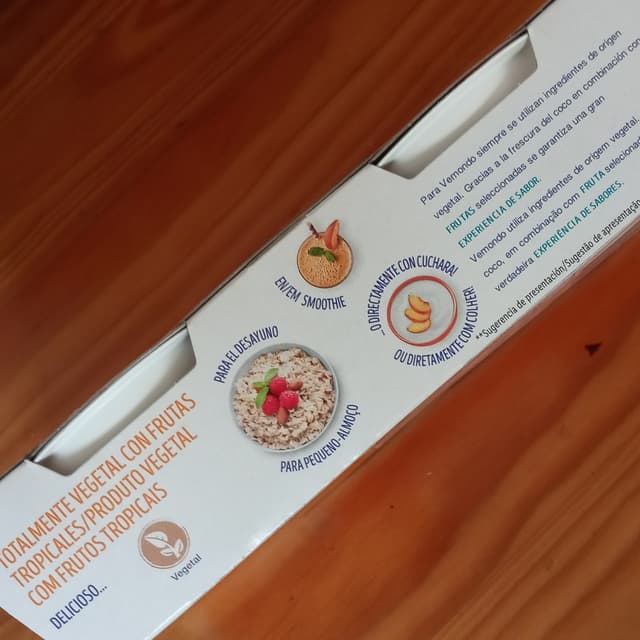 TOTALMENTE VEGETAL CON FRUTAS
TROPICALES/PRODUTO VEGETAL
COM FRUTOS TROPICAIS
DELICIOSO...
Vegetal
PARA EL DESAYUNO
PARA PEQUENO-ALMOÇO
EN/EM SMOOTHIE
...O DIRECTAMENTE CON CUCHARA!
OU DIRETAMENTE COM COLHER!
Para Vemondo siempre se utilizan ingredientes de origen
vegetal. Gracias a la frescura del coco en combinación con
FRUTAS seleccionadas se garantiza una gran
EXPERIENCIA DE SABOR.
Vemondo utiliza ingredientes de origem vegetal.
coco, em combinação com FRUTA
verdadeira EXPERIÊNCIA DE SABORES.
**Sugerencia de presentación/Sugestão de apresentação